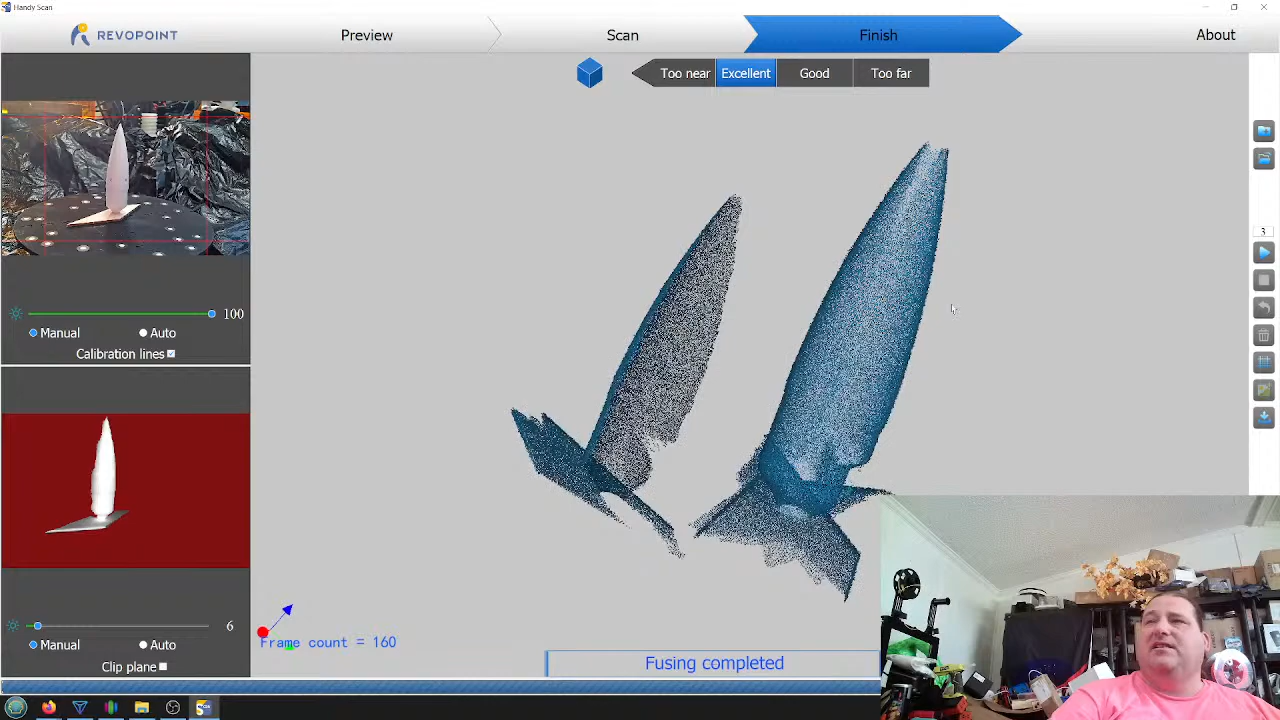 Handy Scan
REVOPOINT
Preview
Scan
Finish
About
Too near
Excellent
Good
Too far
100
Manual
Auto
Calibration lines
3
6
Manual
Auto
Clip plane
Frame count = 160
Fusing completed